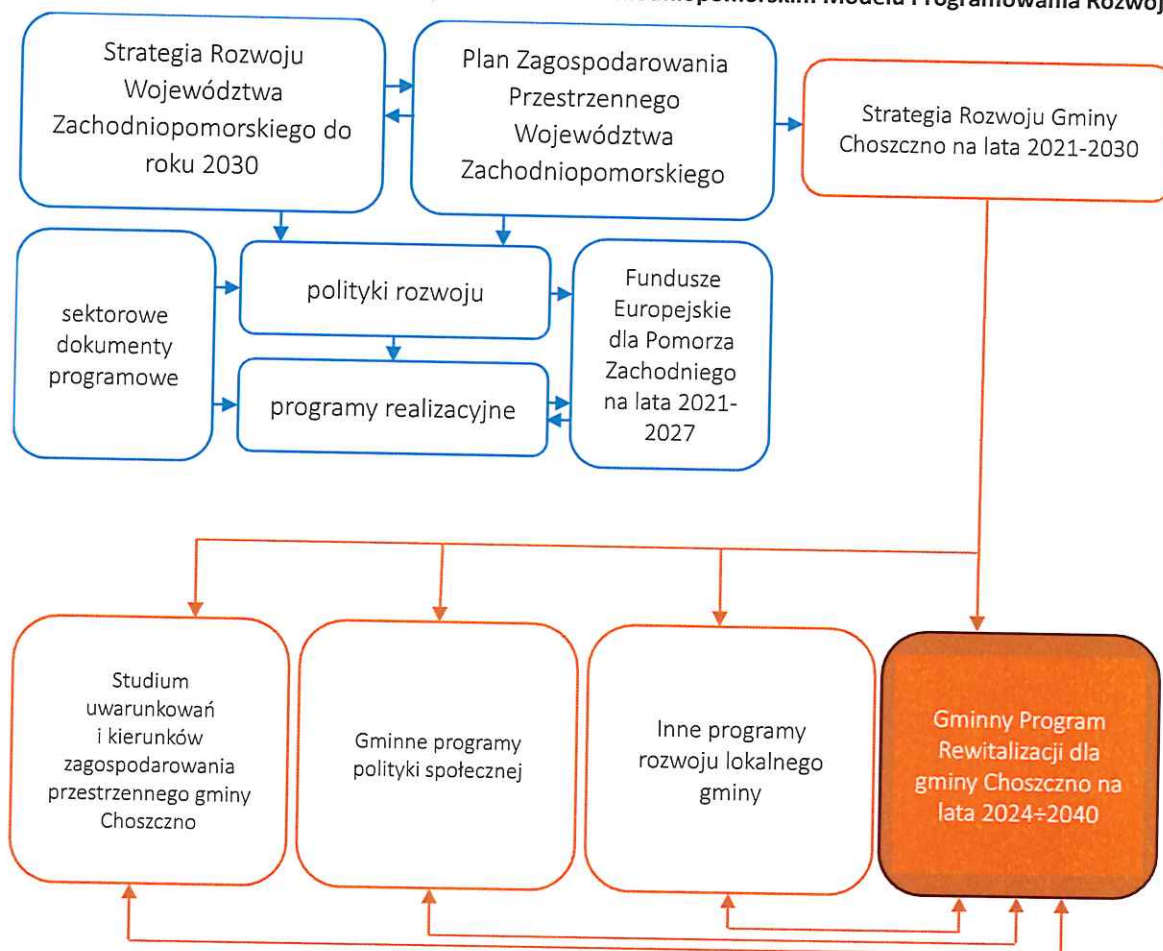 Modelu Programowania Rozwoj
Strategia Rozwoju
Województwa
Zachodniopomorskiego do
roku 2030
Plan Zagospodarowania
Przestrzennego
Województwa
Zachodniopomorskiego
Strategia Rozwoju Gminy
Choszczno na lata 2021-2030
sektorowe
dokumenty
programowe
polityki rozwoju
programy realizacyjne
Fundusze
Europejskie
dla Pomorza
Zachodniego
na lata 2021-
2027
Studium
uwarunkowań
i kierunków
zagospodarowania
przestrzennego gminy
Choszczno
Gminne programy
polityki społecznej
Inne programy
rozwoju lokalnego
gminy
Gminny Program
Rewitalizacji dla
gminy Choszczno na
lata 2024÷2040